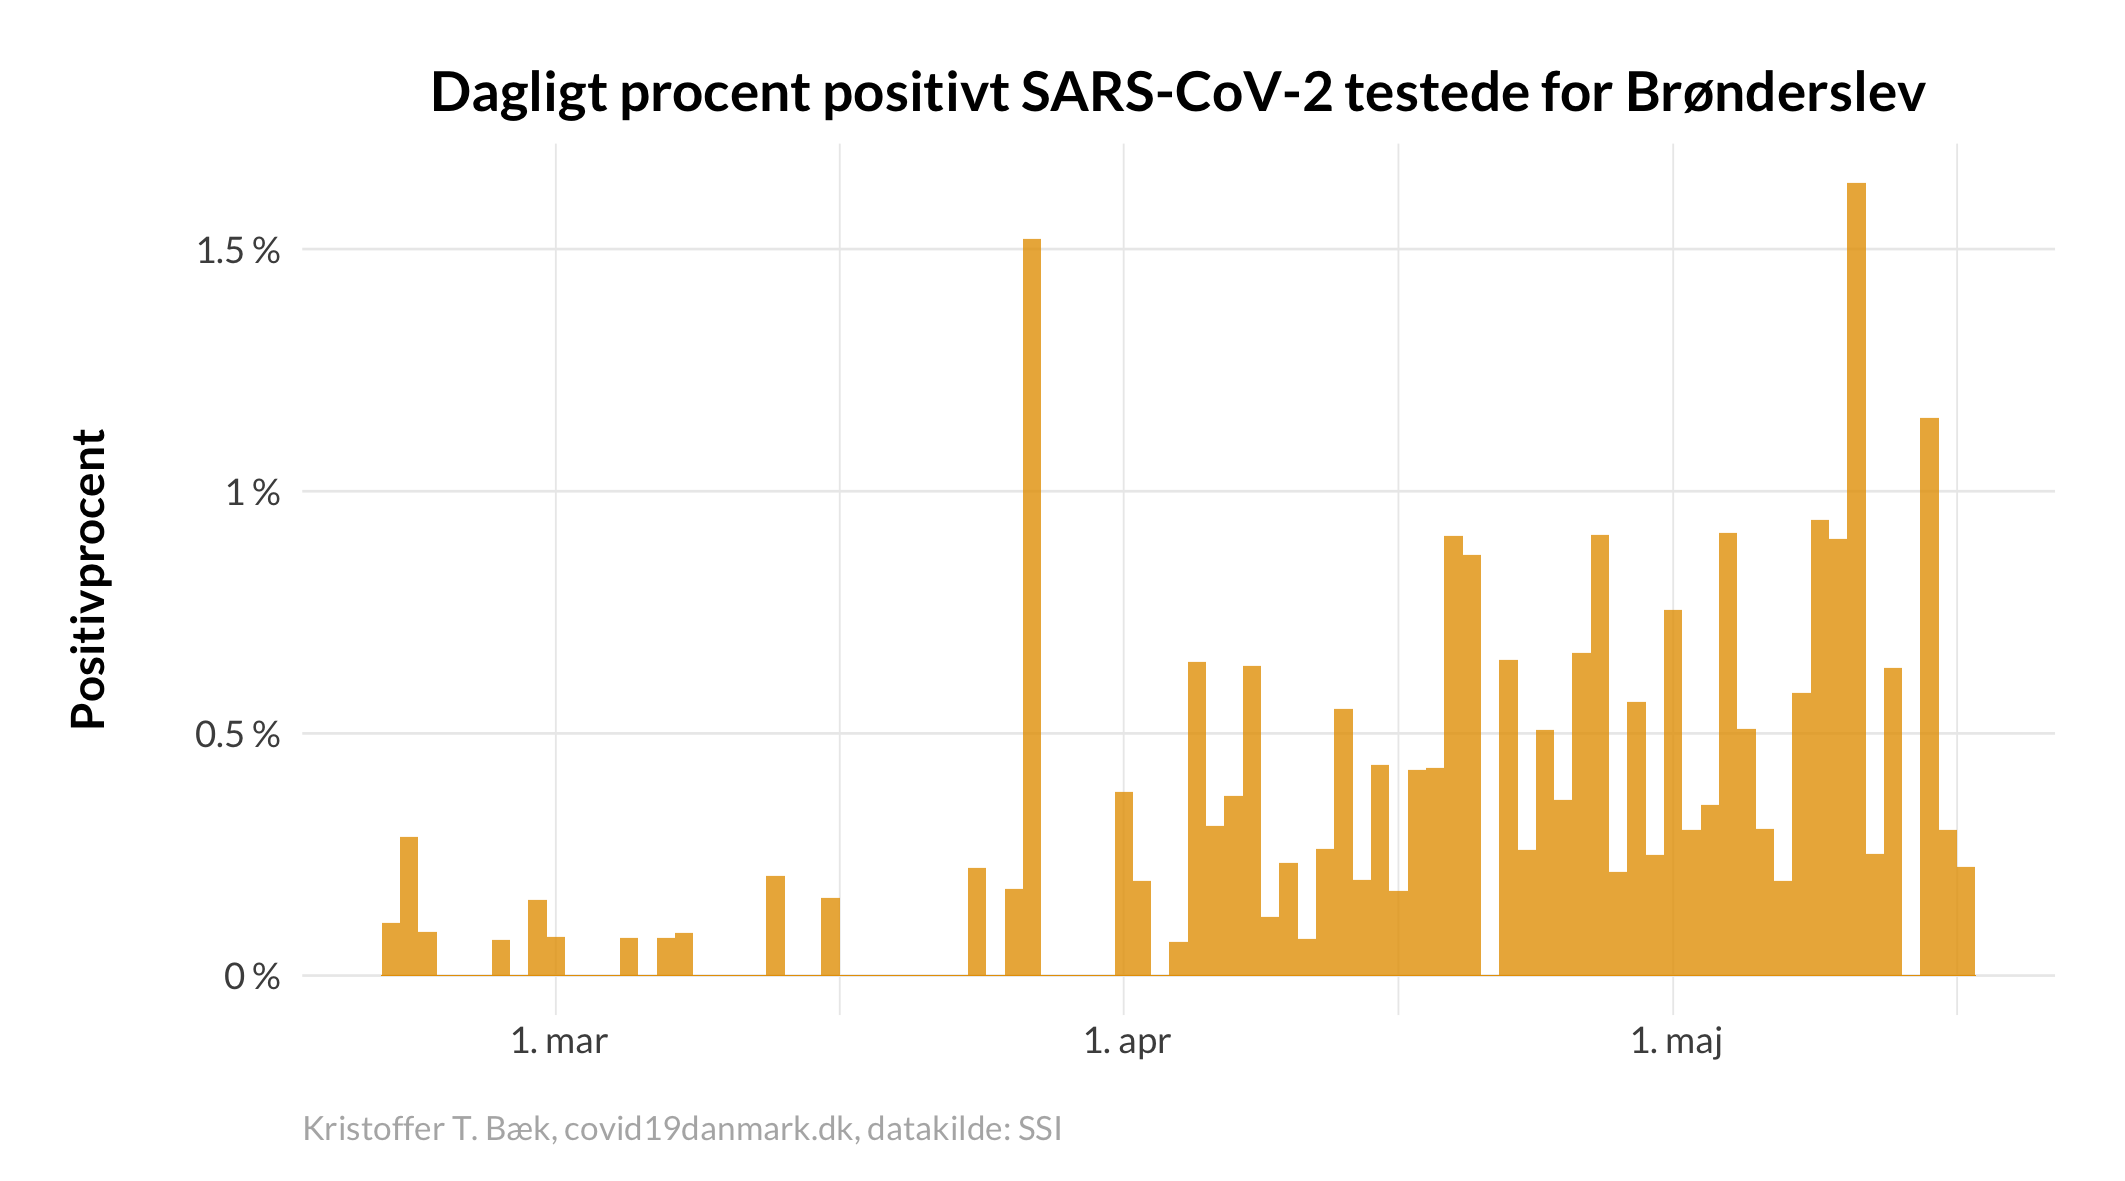 Dagligt procent positivt SARS-CoV-2 testede for Brønderslev
Positivprocent
1.5 %
1 %
0.5 %
0 %
1. mar
1. apr
1. maj
Kristoffer T. Bæk, covid19danmark.dk, datakilde: SSI